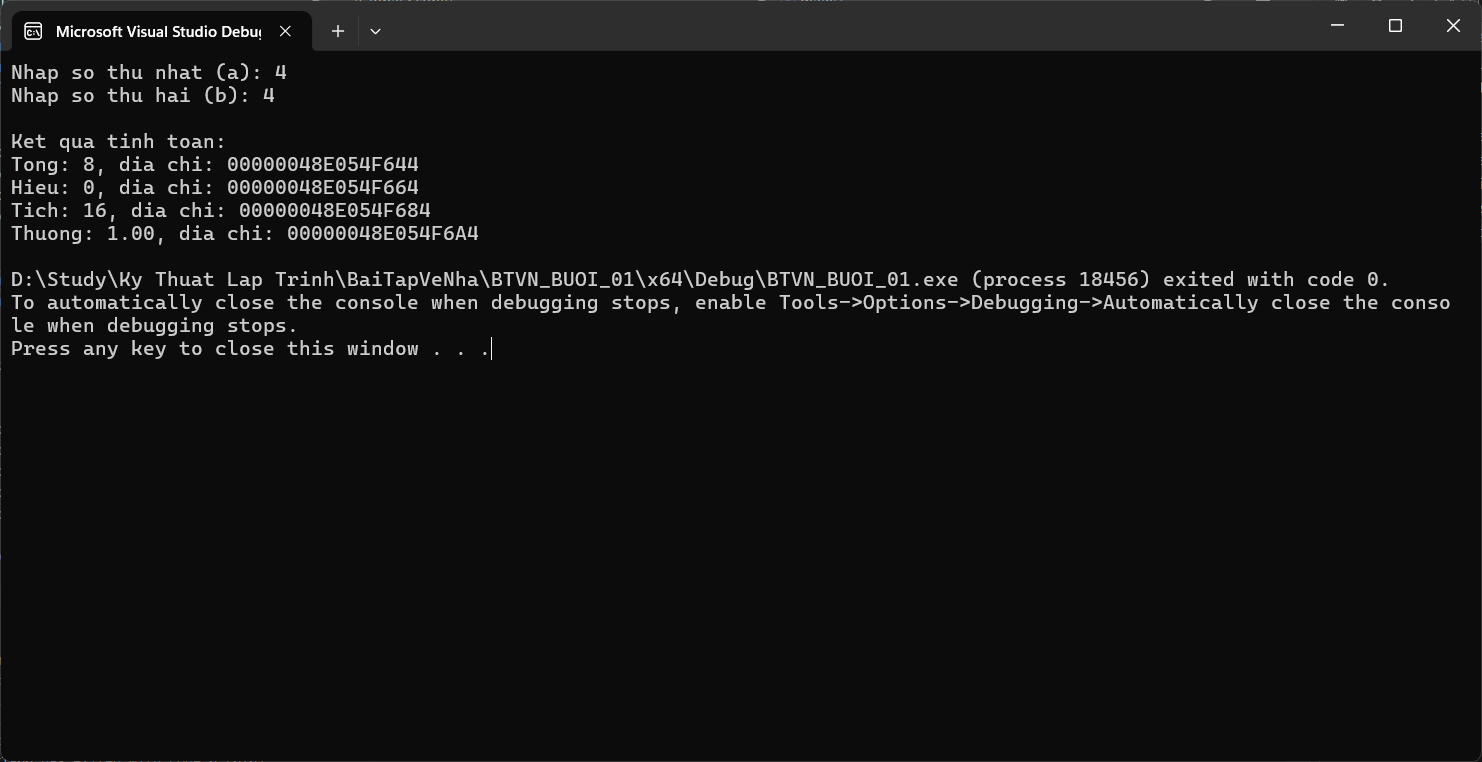 Microsoft Visual Studio Debug
Nhap so thu nhat (a): 4
Nhap so thu hai (b): 4
Ket qua tinh toan:
Tong: 8, dia chi: 00000048E054F644
Hieu: 0, dia chi: 00000048E054F664
Tich: 16, dia chi: 00000048E054F684
Thuong: 1.00, dia chi: 00000048E054F6A4
D:\Study\Ky Thuat Lap Trinh\BaiTapVeNha\BTVN_BUOI_01\x64\Debug\BTVN_BUOI_01.exe (process 18456) exited with code 0.
To automatically close the console when debugging stops, enable Tools->Options->Debugging->Automatically close the conso
le when debugging stops.
Press any key to close this window . . .